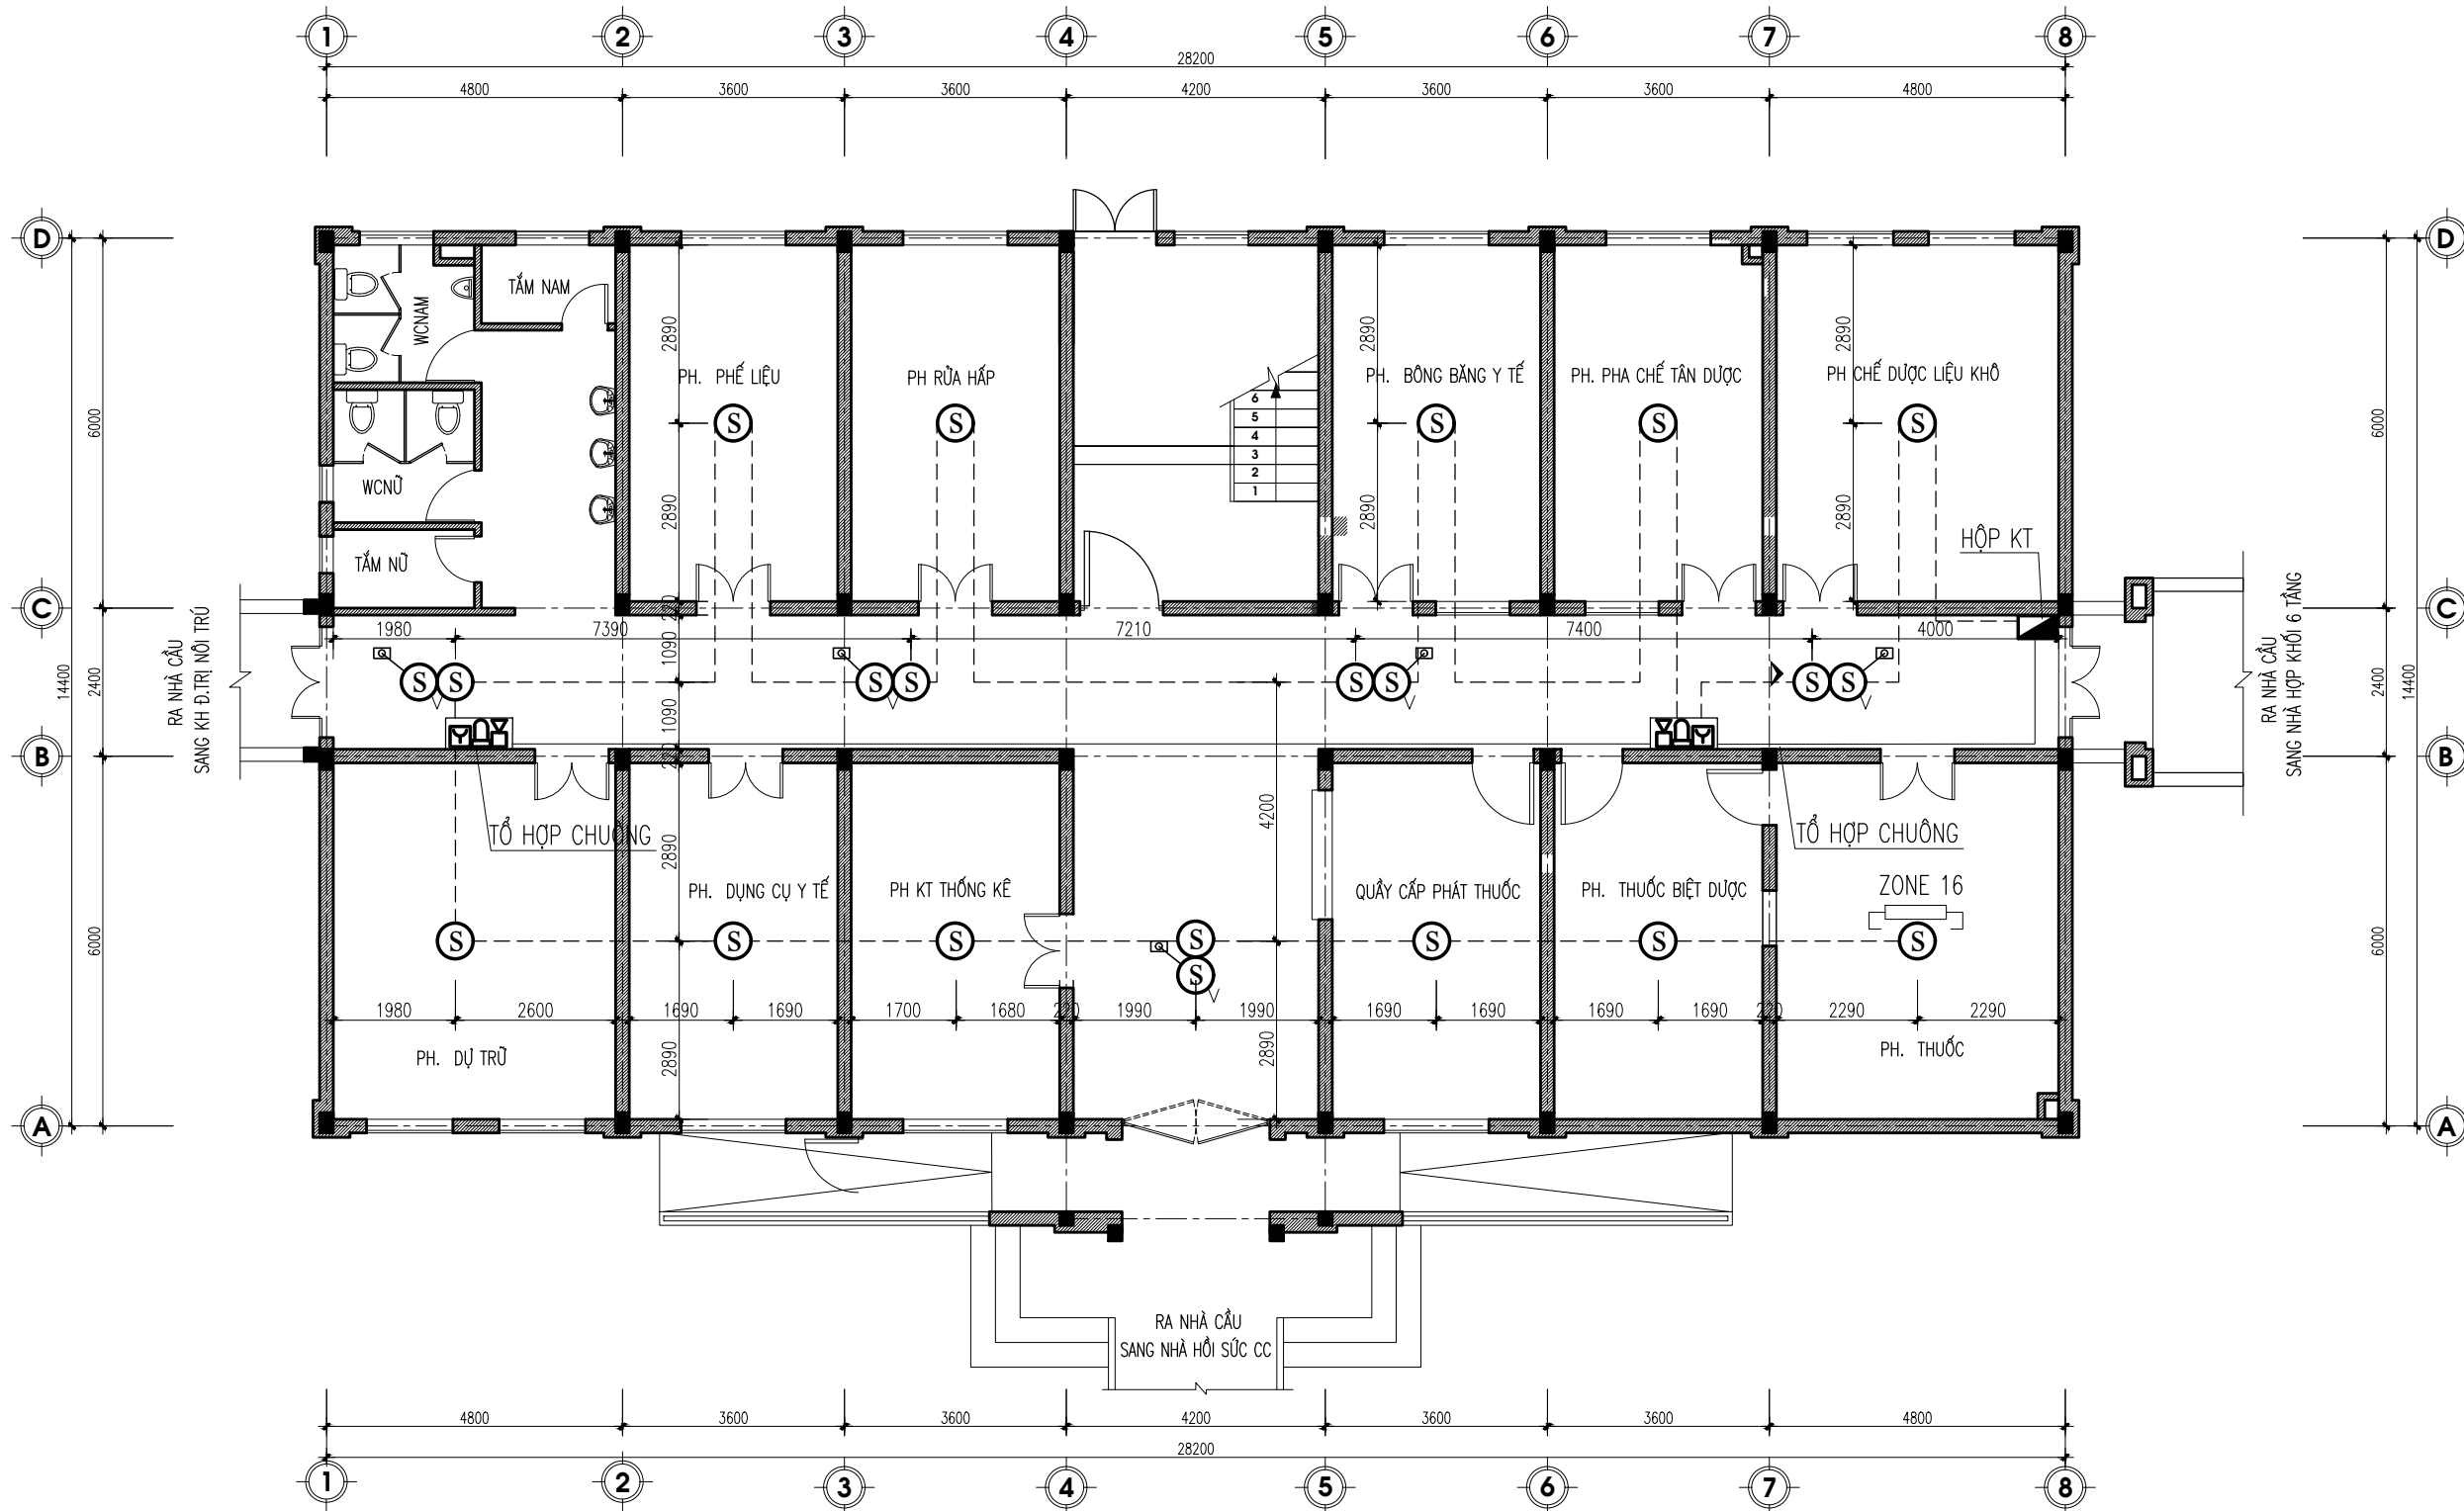 1 2 3 4 5 6 7 8
28200
4800 3600 3600 4200 3600 3600 4800
D D
TẮM NAM
WCNAM
2890 2890 2890
PH. PHẾ LIỆU
PH RỬA HẤP
PH. BÔNG BĂNG Y TẾ
PH. PHA CHẾ TÂN DƯỢC
PH CHẾ DƯỢC LIỆU KHÔ
S S S S S
6
5
4
3
2
1
6000 6000
WCNỮ
2890 2890 2890
HỘP KT
TẮM NỮ
C C
220
1980 7390 7210 7400 4000
1090
S S S S S S S S
RA NHÀ CẦU
SANG KH Đ.TRỊ NỘI TRÚ
14400 2400
RA NHÀ CẦU
SANG NHÀ HỢP KHỐI 6 TẦNG
2400 14400
1090
B B
220
TỔ HỢP CHUÔNG
TỔ HỢP CHUÔNG
2890
4200
ZONE 16
PH. DỤNG CỤ Y TẾ
PH KT THỐNG KÊ
QUẦY CẤP PHÁT THUỐC
PH. THUỐC BIỆT DƯỢC
6000 6000
S S S S S S S
S
1980 2600 1690 1690 1700 1680 220 1990 1990 1690 1690 1690 1690 220 2290 2290
PH. DỰ TRỮ
2890
2890
PH. THUỐC
A A
RA NHÀ CẦU
SANG NHÀ HỒI SỨC CC
4800 3600 3600 4200 3600 3600 4800
28200
1 2 3 4 5 6 7 8